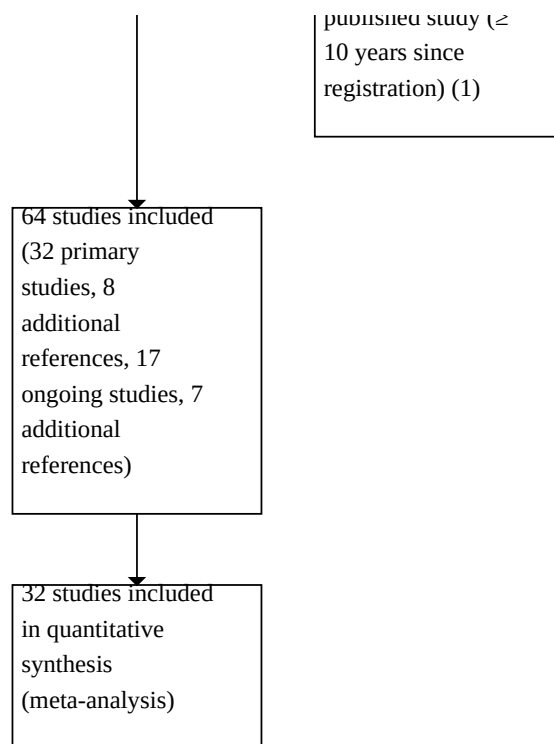 published study (≥
10 years since
registration) (1)
64 studies included
(32 primary
studies, 8
additional
references, 17
ongoing studies, 7
additional
references)
32 studies included
in quantitative
synthesis
(meta-analysis)